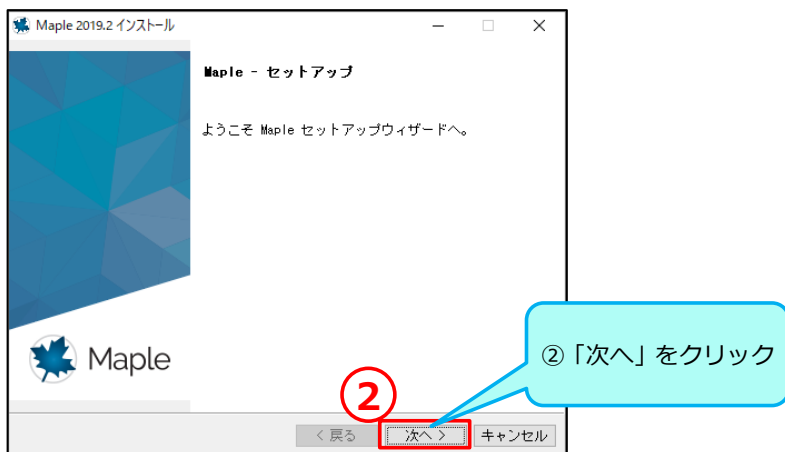 Maple 2019.2 インストール
Maple - セットアップ
ようこそ Maple セットアップウィザードへ。
Maple
②「次へ」をクリック
2
< 戻る
次へ >
キャンセル